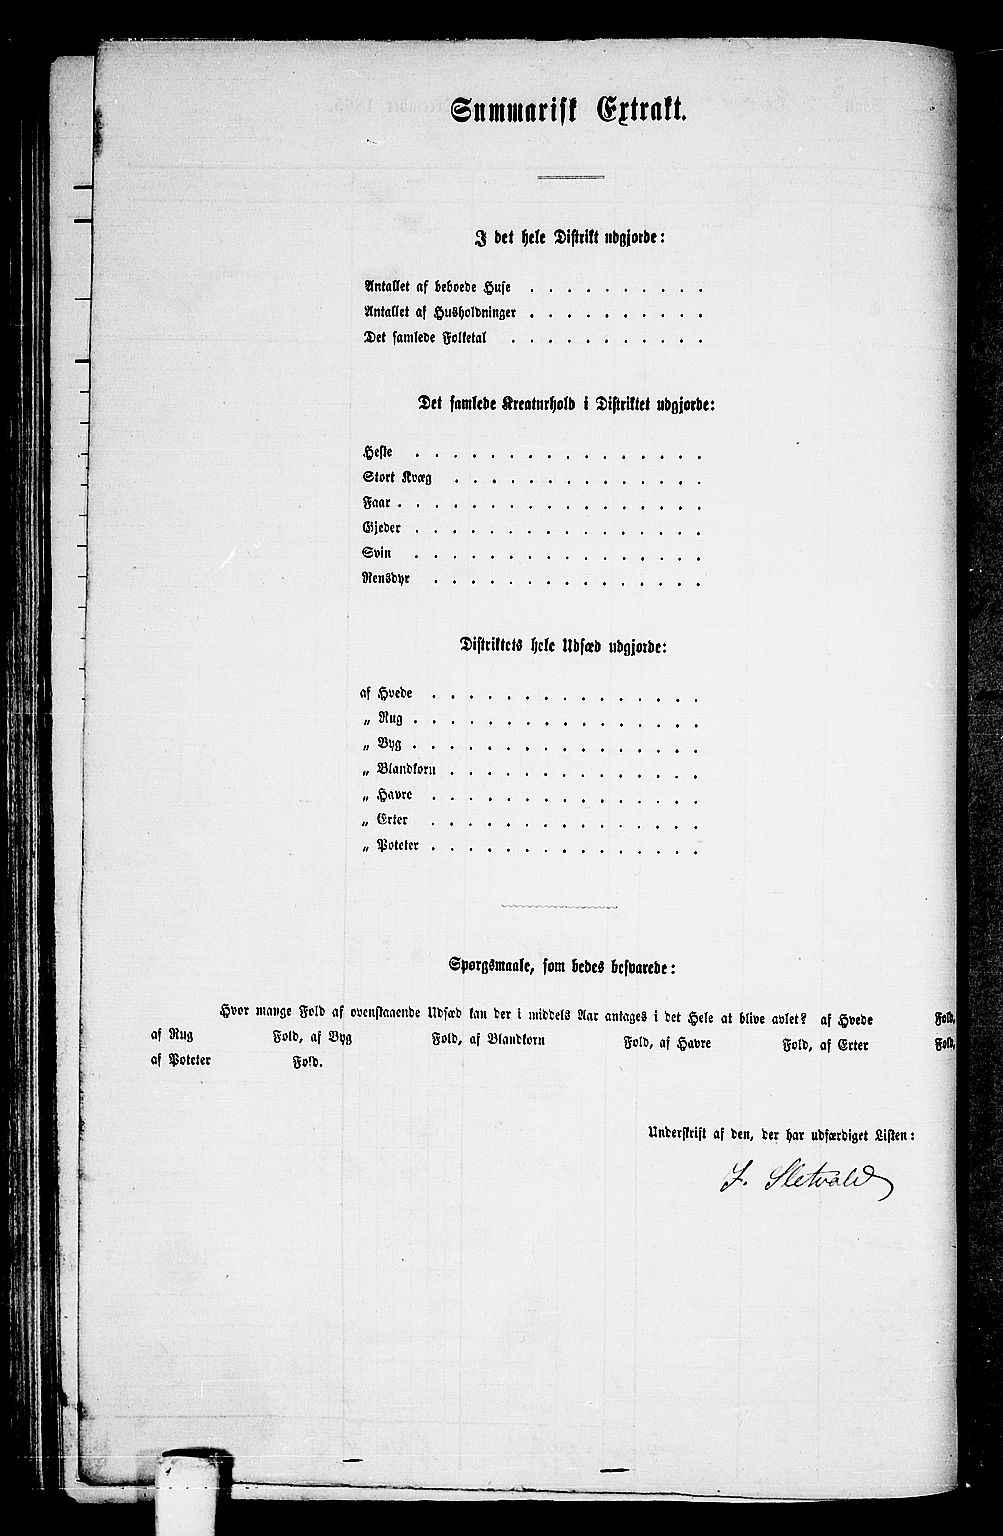 Summarisk Extrakt.
I det hele Distrikt udgjorde:
Antallet af beboede Huse . . . . . . . . . .
Antallet af Husholdninger . . . . . . . . . .
Det samlede Folketal . . . . . . . . . . .
Det samlede Kreaturhold i Distriktet udgjorde:
Heste . . . . . . . . . . . . . . . .
Stort Kvæg . . . . . . . . . . . . . .
Faar . . . . . . . . . . . . . . . . .
Gjeder . . . . . . . . . . . . . . . .
Svin . . . . . . . . . . . . . . . .
Rensdyr . . . . . . . . . . . . . . .
Distriktets hele Udsæd udgjorde:
af Hvede . . . . . . . . . . . . . . .
„ Rug . . . . . . . . . . . . . . . .
„ Byg . . . . . . . . . . . . . . . .
„ Blandkorn . . . . . . . . . . . . . .
„ Havre . . . . . . . . . . . . . . .
„ Erter . . . . . . . . . . . . . . .
„ Poteter . . . . . . . . . . . . . . .
Spørgsmaale, som bedes besvarede:
Hvor mange Fold af ovenstaaende Udsæd kan der i middels Aar antages i det Hele at blive avlet? af Hvede Fold,
af Rug Fold, af Byg Fold, af Blandkorn Fold, af Havre Fold, af Erter Fold,
af Poteter Fold.
Underskrift af den, der har udfærdiget Listen:
Sletvold